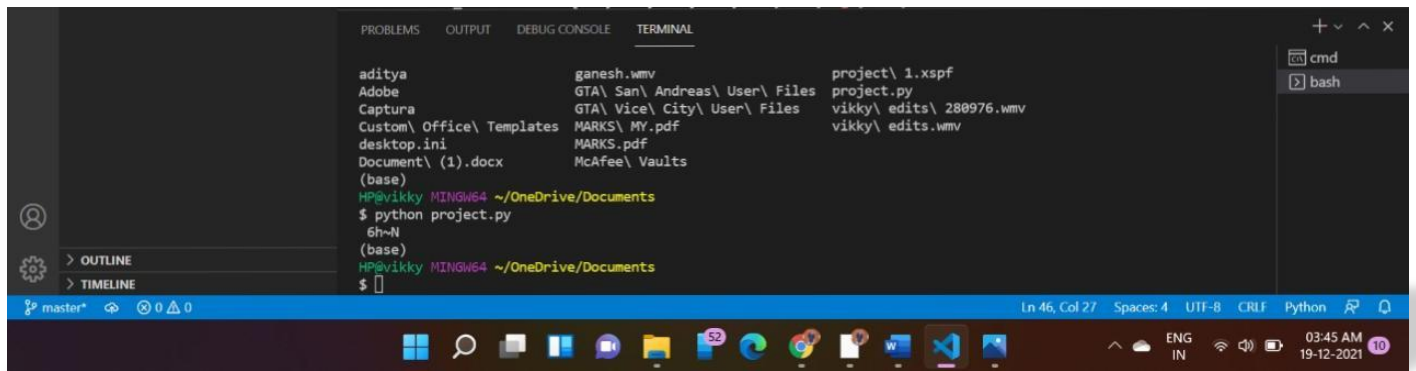 PROBLEMS OUTPUT DEBUG CONSOLE TERMINAL
cmd
bash
aditya ganesh.wmv project\ 1.xspf
Adobe GTA\ San\ Andreas\ User\ Files project.py
Captura GTA\ Vice\ City\ User\ Files vikky\ edits\ 280976.wmv
Custom\ Office\ Templates MARKS\ MY.pdf vikky\ edits.wmv
desktop.ini MARKS.pdf
Document\ (1).docx McAfee\ Vaults
(base)
HP@vikky MINGW64 ~/OneDrive/Documents
$ python project.py
6h~N
(base)
HP@vikky MINGW64 ~/OneDrive/Documents
$
> OUTLINE
> TIMELINE
master* 0 0 Ln 46, Col 27 Spaces: 4 UTF-8 CRLF Python
52 ENG IN 03:45 AM 19-12-2021 10